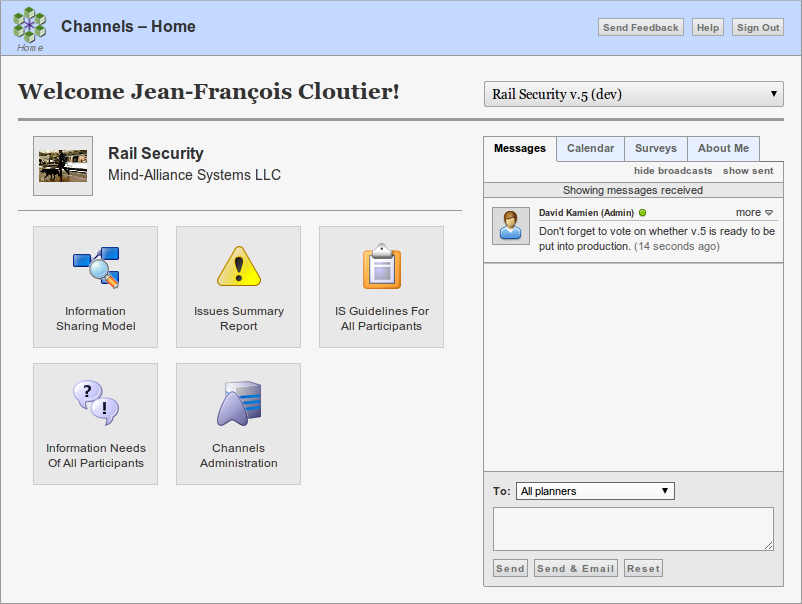 Home
Channels – Home
Send Feedback
Help
Sign Out
Welcome Jean-François Cloutier!
Rail Security v.5 (dev)
Rail Security
Mind-Alliance Systems LLC
Information
Sharing Model
Issues Summary
Report
IS Guidelines For
All Participants
Information Needs
Of All Participants
Channels
Administration
Messages
Calendar
Surveys
About Me
hide broadcasts
show sent
Showing messages received
David Kamien (Admin)
more
Don't forget to vote on whether v.5 is ready to be
put into production. (14 seconds ago)
To:
All planners
Send
Send & Email
Reset